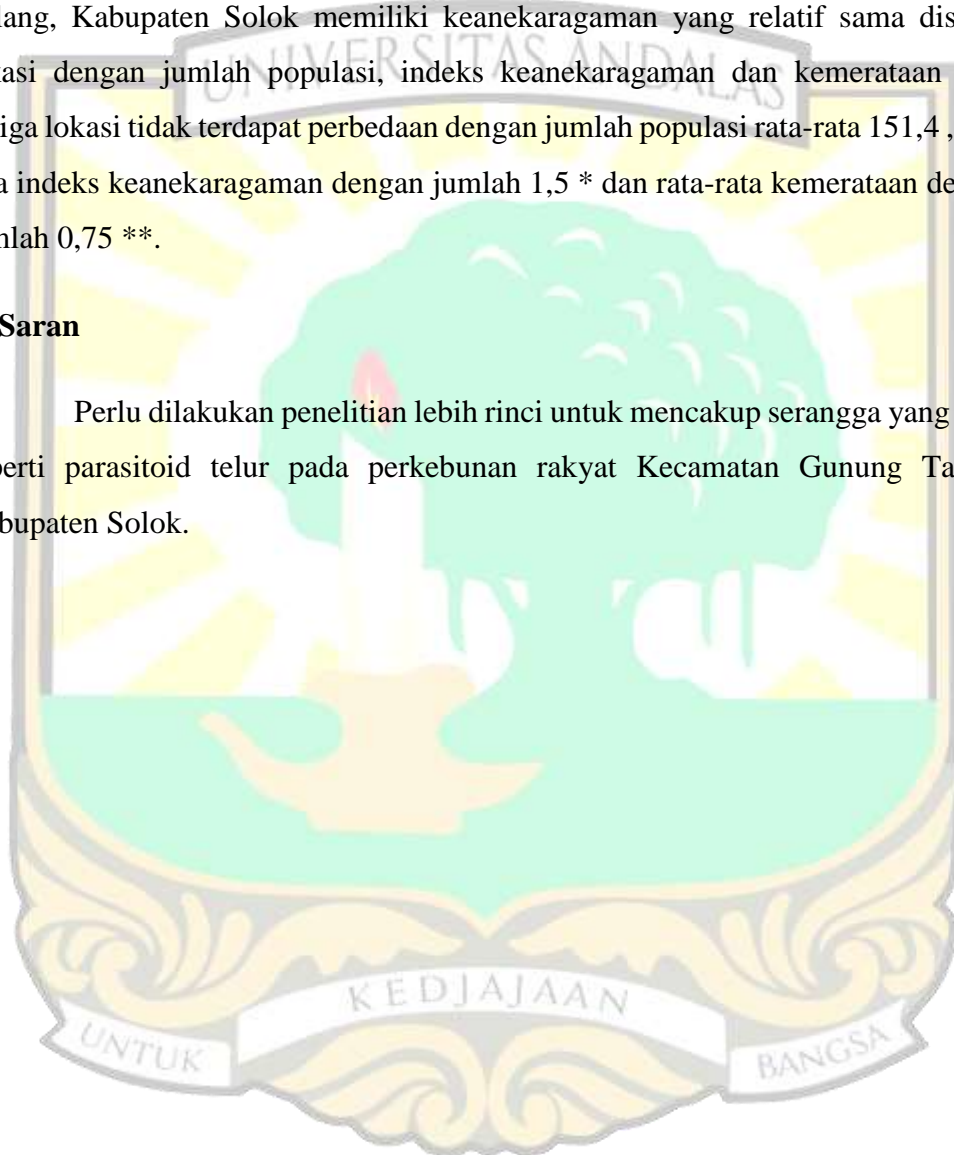 lang, Kabupaten Solok memiliki keanekaragaman yang relatif sama dis
kasi dengan jumlah populasi, indeks keanekaragaman dan kemerataan
iga lokasi tidak terdapat perbedaan dengan jumlah populasi rata-rata 151,4 ,
a indeks keanekaragaman dengan jumlah 1,5 * dan rata-rata kemerataan de
nlah 0,75 **.
Saran
Perlu dilakukan penelitian lebih rinci untuk mencakup serangga yang
perti parasitoid telur pada perkebunan rakyat Kecamatan Gunung Ta
bupaten Solok.
UNIVERSITAS ANDALAS
KEDJAJAAN
UNTUK BANGSA